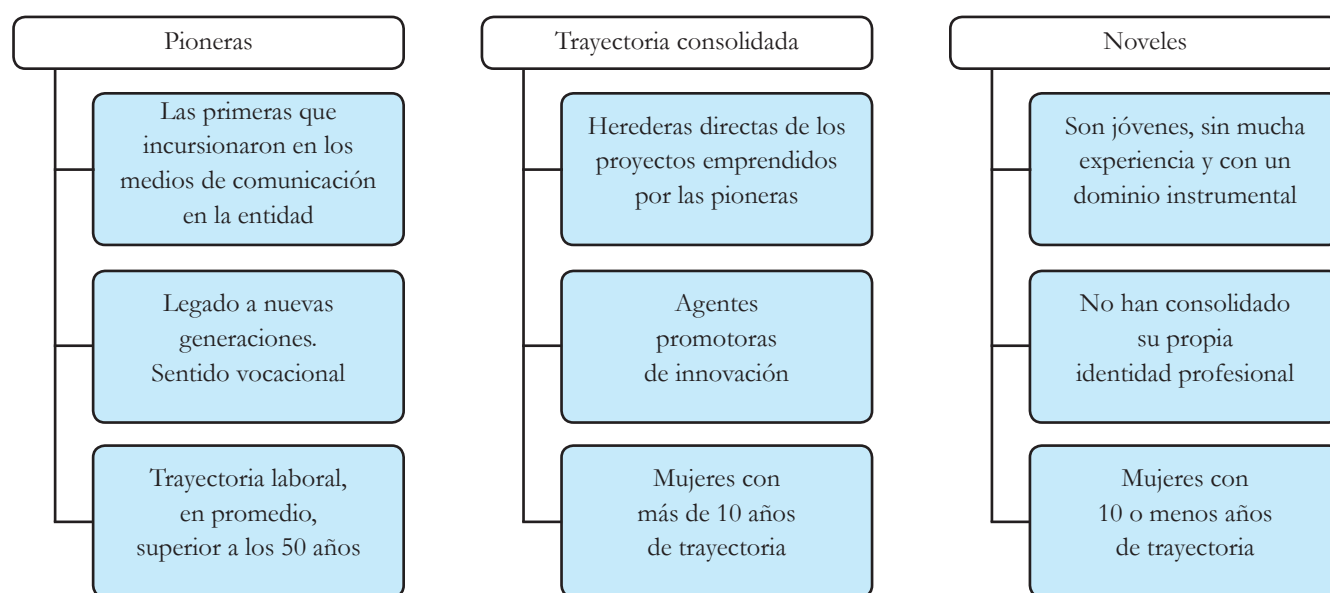 Pioneras
Las primeras que
incursionaron en los
medios de comunicación
en la entidad
Legado a nuevas
generaciones.
Sentido vocacional
Trayectoria laboral,
en promedio,
superior a los 50 años
Trayectoria consolidada
Herederas directas de los
proyectos emprendidos
por las pioneras
Agentes
promotoras
de innovación
Mujeres con
más de 10 años
de trayectoria
Noveles
Son jóvenes, sin mucha
experiencia y con un
dominio instrumental
No han consolidado
su propia
identidad profesional
Mujeres con
10 o menos años
de trayectoria